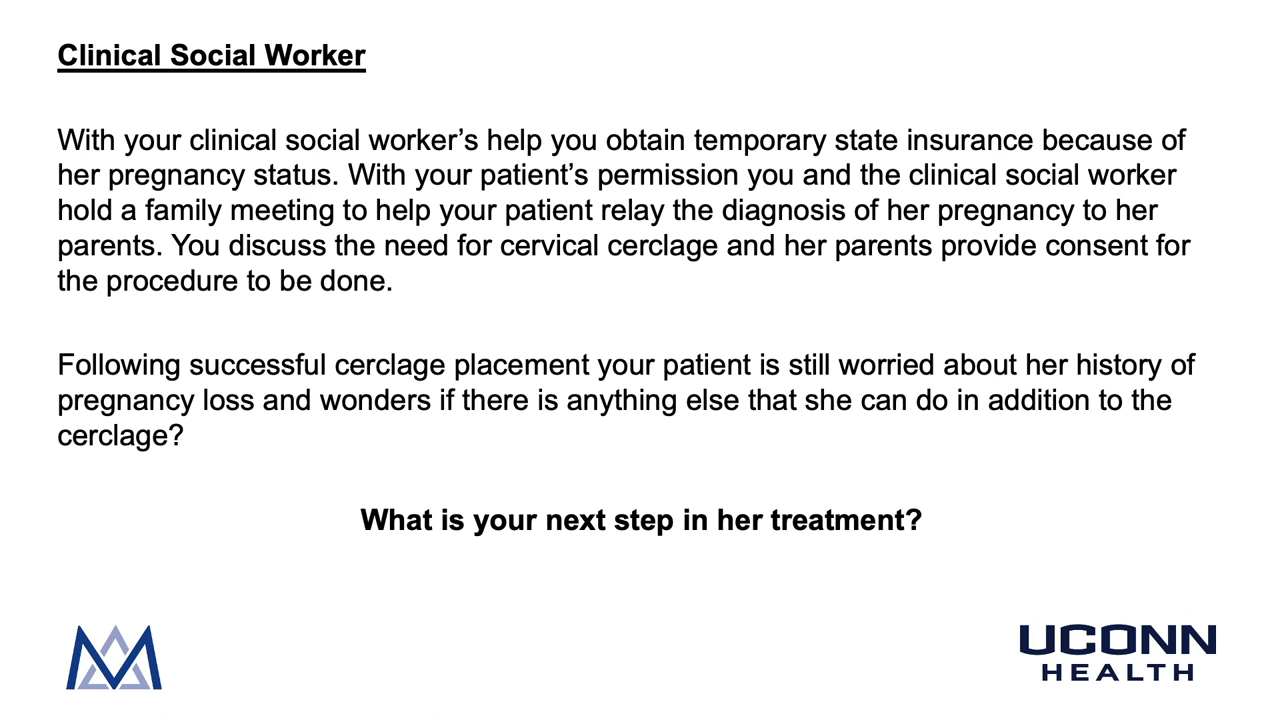 Clinical Social Worker
With your clinical social worker’s help you obtain temporary state insurance because of
her pregnancy status. With your patient’s permission you and the clinical social worker
hold a family meeting to help your patient relay the diagnosis of her pregnancy to her
parents. You discuss the need for cervical cerclage and her parents provide consent for
the procedure to be done.
Following successful cerclage placement your patient is still worried about her history of
pregnancy loss and wonders if there is anything else that she can do in addition to the
cerclage?
What is your next step in her treatment?
UCONN
HEALTH